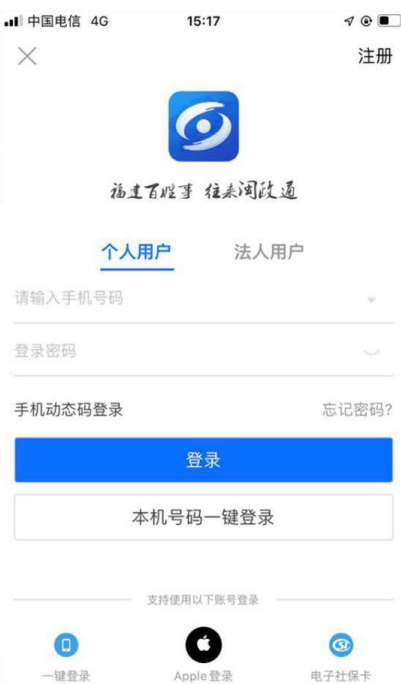 中国电信 4G 15:17
注册
福建百姓事 往来闽政通
个人用户 法人用户
请输入手机号码
登录密码
手机动态码登录 忘记密码?
登录
本机号码一键登录
支持使用以下账号登录
一键登录 Apple登录 电子社保卡